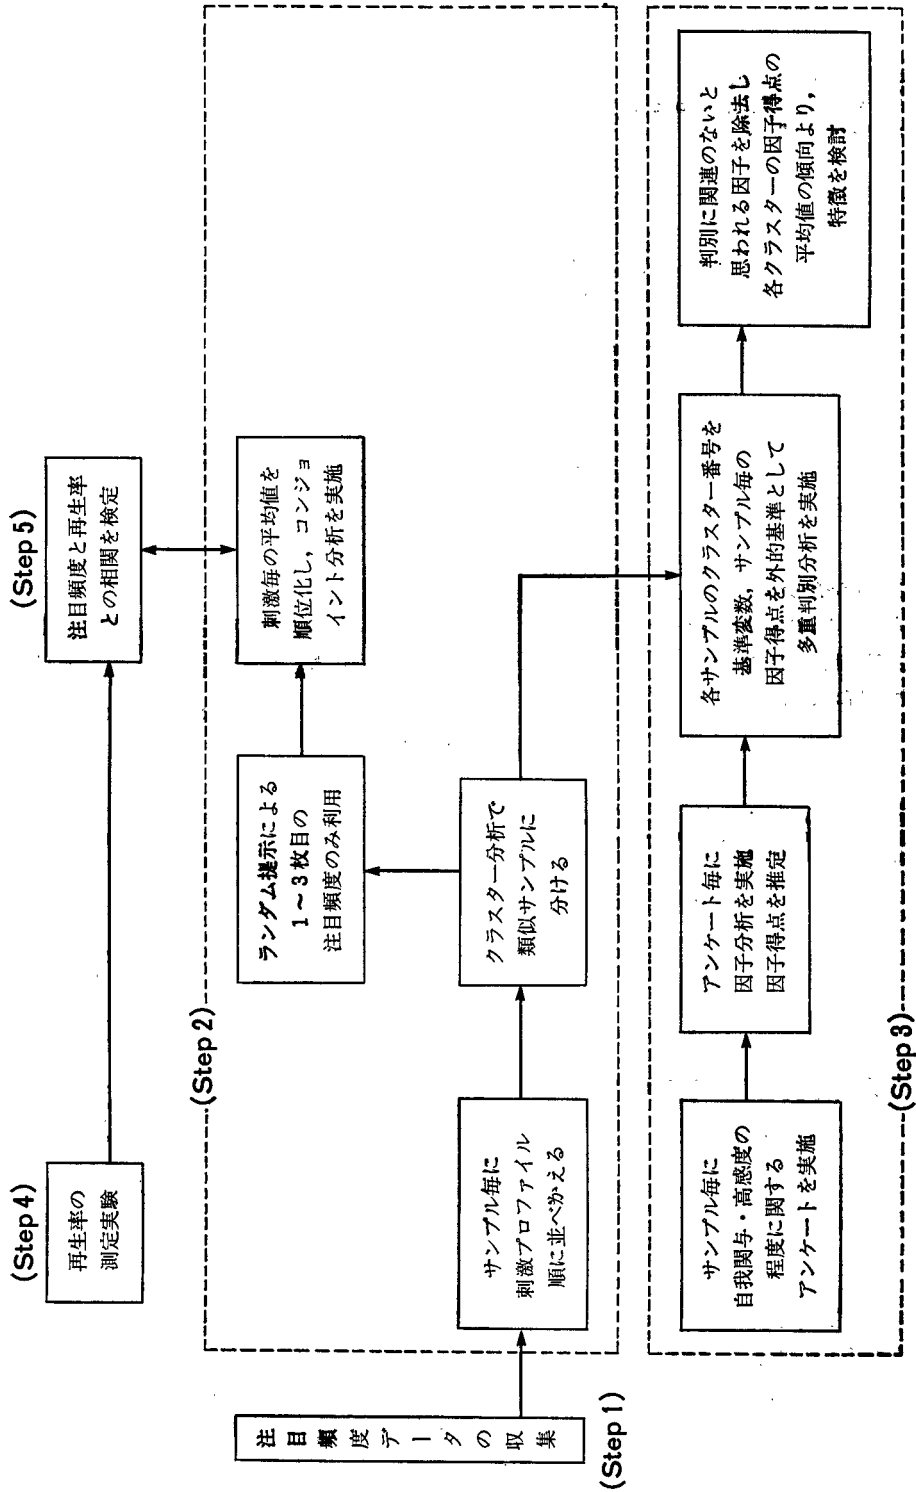 (Step 4)
再生率の
測定実験
(Step 5)
注目頻度と再生率
との相関を検定
(Step 1)
注目頻度データの収集
(Step 2)
サンプル毎に
刺激プロファイル
順に並べかえる
クラスター分析で
類似サンプルに
分ける
ランダム提示による
1～3枚目の
注目頻度のみ利用
刺激毎の平均値を
順位化し，コンジョ
イント分析を実施
(Step 3)
サンプル毎に
自我関与・高感度の
程度に関する
アンケートを実施
アンケート毎に
因子分析を実施
因子得点を推定
各サンプルのクラスター番号を
基準変数，サンプル毎の
因子得点を外的基準として
多重判別分析を実施
判別に関連のないと
思われる因子を除去し
各クラスターの因子得点の
平均値の傾向より，
特徴を検討